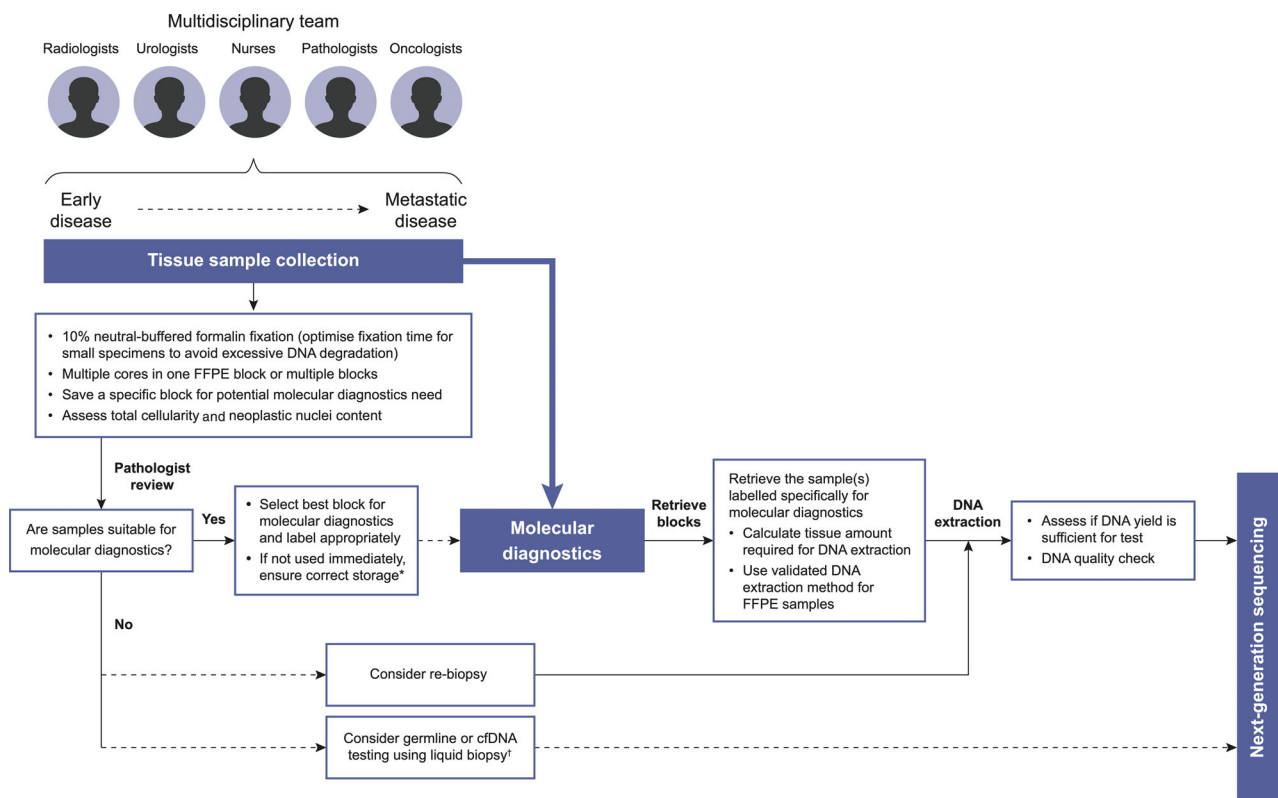 Multidisciplinary team
Radiologists
Urologists
Nurses
Pathologists
Oncologists
Early
disease
Metastatic
disease
Tissue sample collection
• 10% neutral-buffered formalin fixation (optimise fixation time for
small specimens to avoid excessive DNA degradation)
• Multiple cores in one FFPE block or multiple blocks
• Save a specific block for potential molecular diagnostics need
• Assess total cellularity and neoplastic nuclei content
Pathologist
review
Are samples suitable for
molecular diagnostics?
Yes
• Select best block for
molecular diagnostics
and label appropriately
• If not used immediately,
ensure correct storage*
Molecular
diagnostics
Retrieve
blocks
Retrieve the sample(s)
labelled specifically for
molecular diagnostics
• Calculate tissue amount
required for DNA extraction
• Use validated DNA
extraction method for
FFPE samples
DNA
extraction
• Assess if DNA yield is
sufficient for test
• DNA quality check
Next-generation sequencing
No
Consider re-biopsy
Consider germline or cfDNA
testing using liquid biopsy†